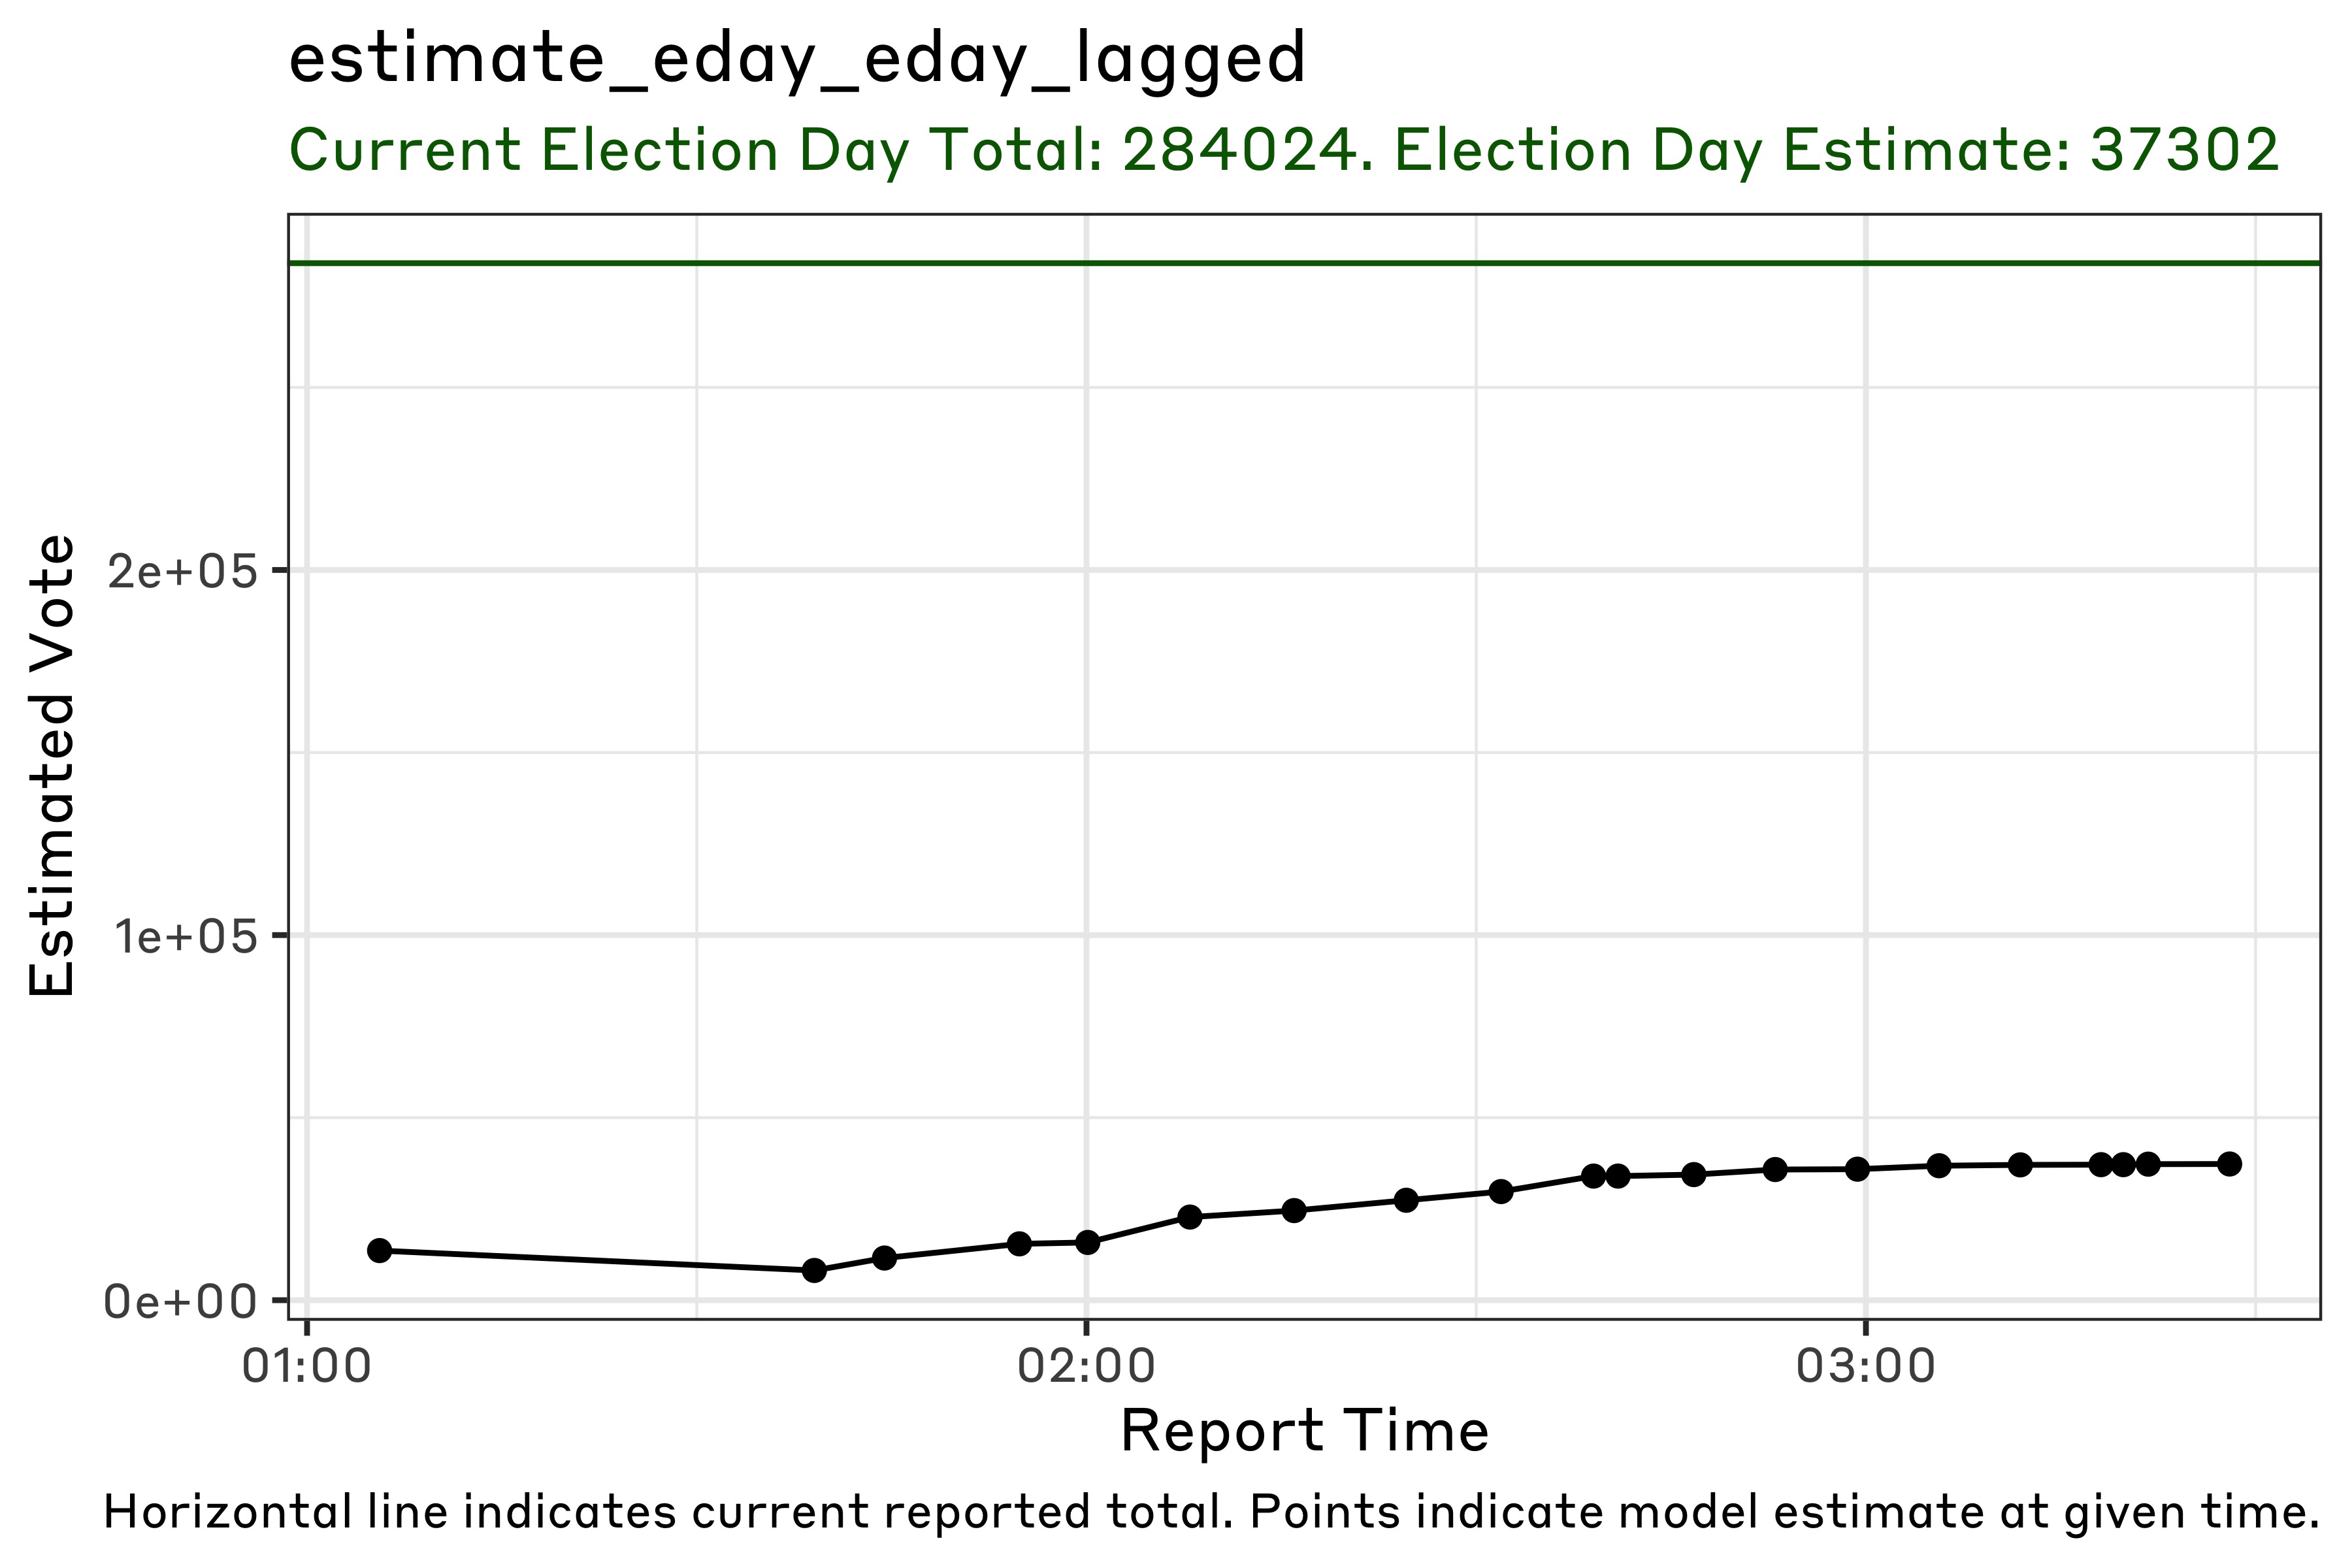 estimate_eday_eday_lagged
Current Election Day Total: 284024. Election Day Estimate: 37302
Estimated Vote
2e+05
1e+05
0e+00
01:00 02:00 03:00
Report Time
Horizontal line indicates current reported total. Points indicate model estimate at given time.